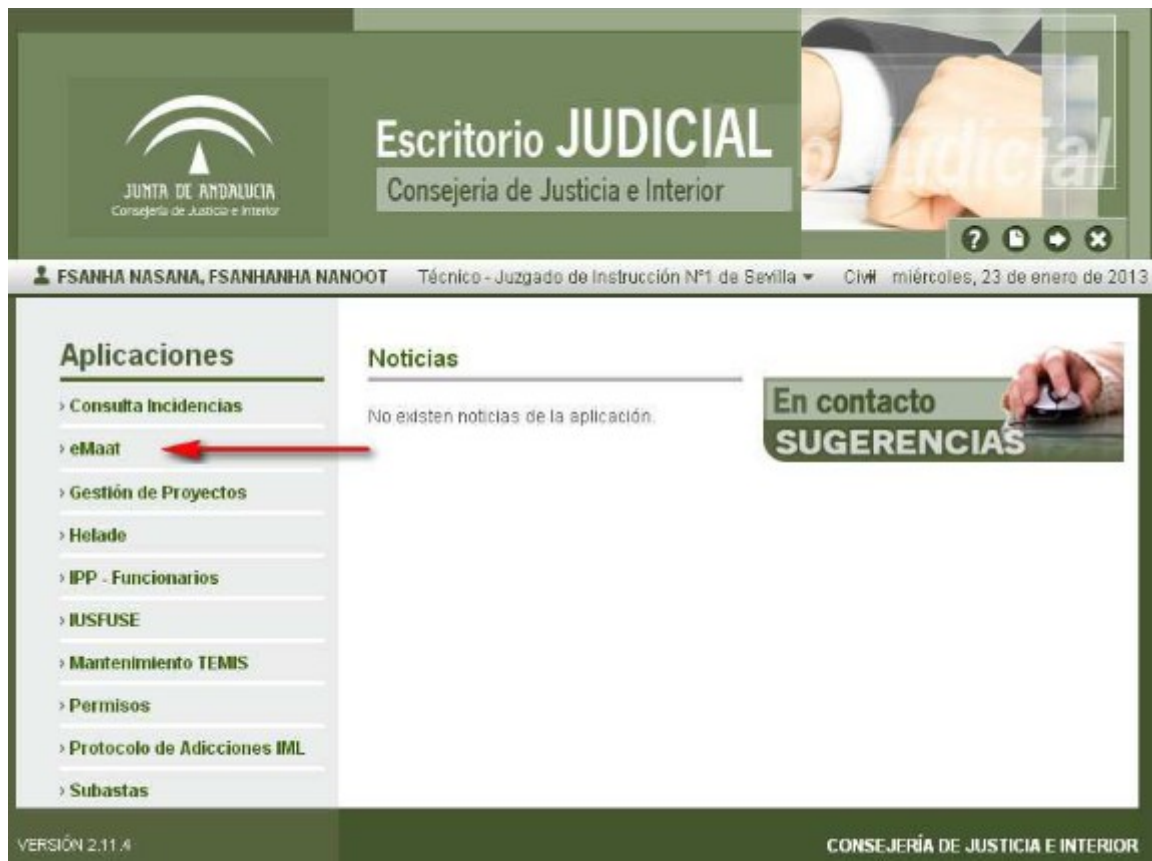 Escritorio JUDICIAL
Consejeria de Justicia e Interior
JUNTA DE ANDALUCIA
Consejería de Justicia e Interior
FSANHA NASANA, FSANHANHA NANOOT Técnico - Juzgado de Instrucción Nº1 de Sevilla miércoles, 23 de enero de 2013
Aplicaciones
› Consulta Incidencias
› eMaat
› Gestión de Proyectos
› Helade
› IPP - Funcionarios
› IUSFUSE
› Mantenimiento TEMIS
› Permisos
› Protocolo de Adicciones IML
› Subastas
Noticias
No existen noticias de la aplicación.
En contacto
SUGERENCIAS
VERSIÓN 2.11.4
CONSEJERÍA DE JUSTICIA E INTERIOR